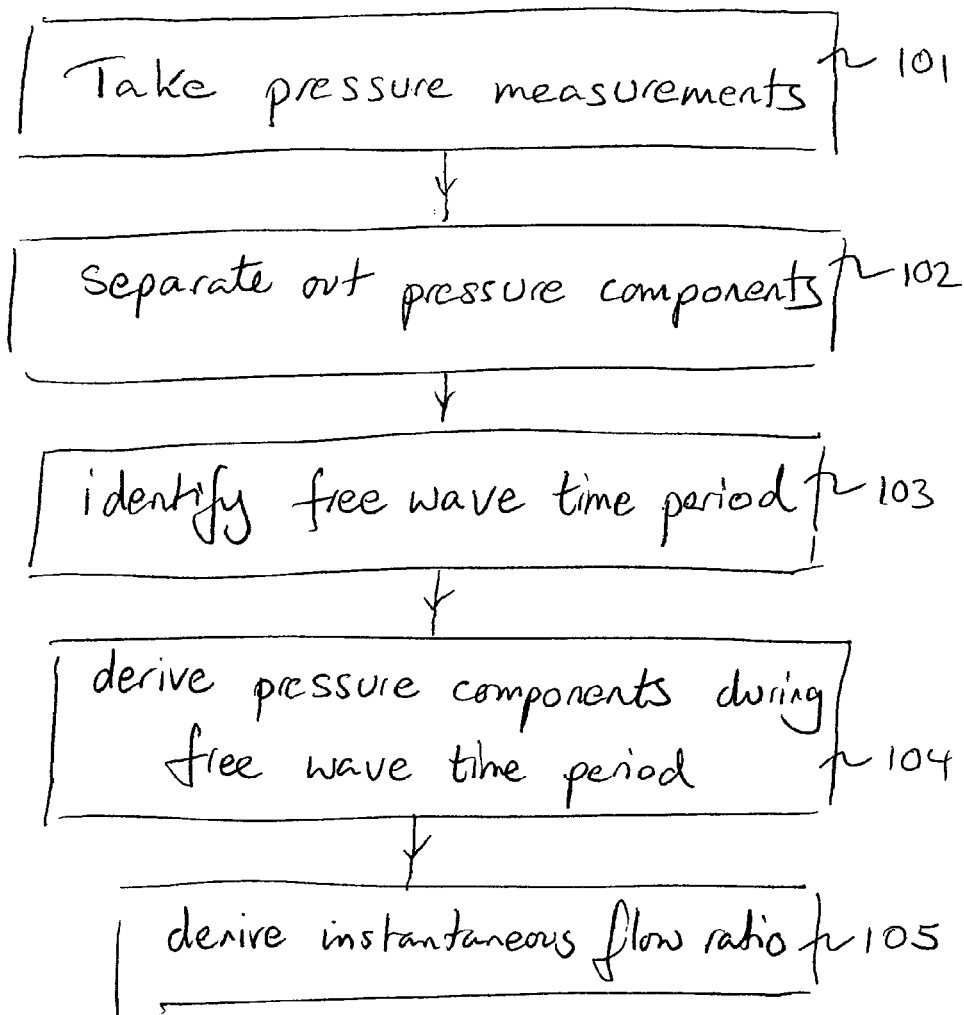 Take pressure measurements 101
separate out pressure components 102
identify free wave time period 103
derive pressure components during
free wave time period 104
derive instantaneous flow ratio 105